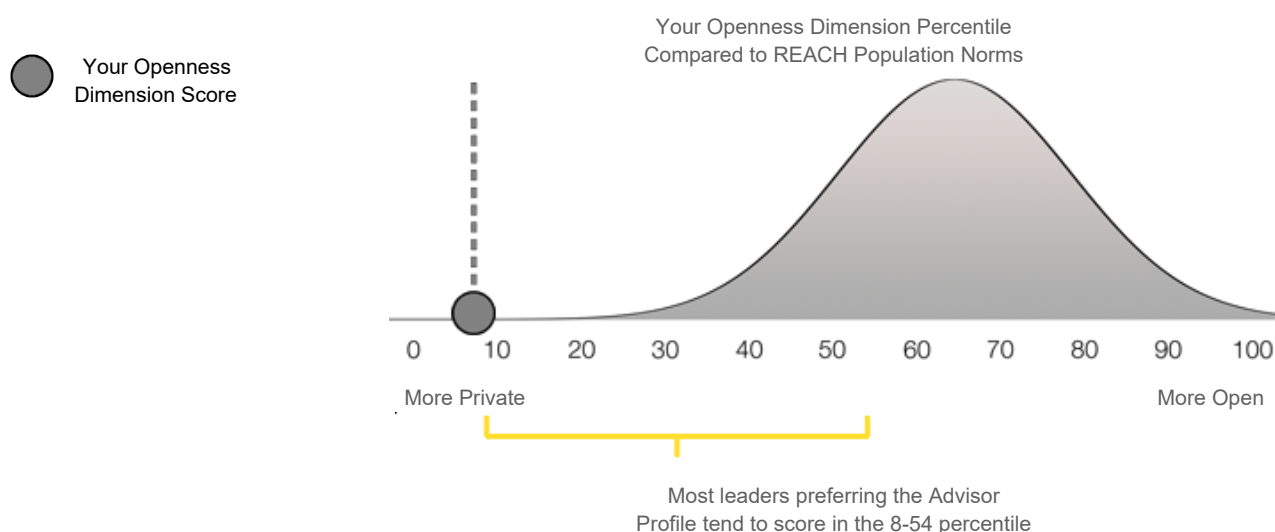 Your Openness Dimension Percentile
Compared to REACH Population Norms
Your Openness
Dimension Score
0 10 20 30 40 50 60 70 80 90 100
More Private
More Open
Most leaders preferring the Advisor
Profile tend to score in the 8-54 percentile